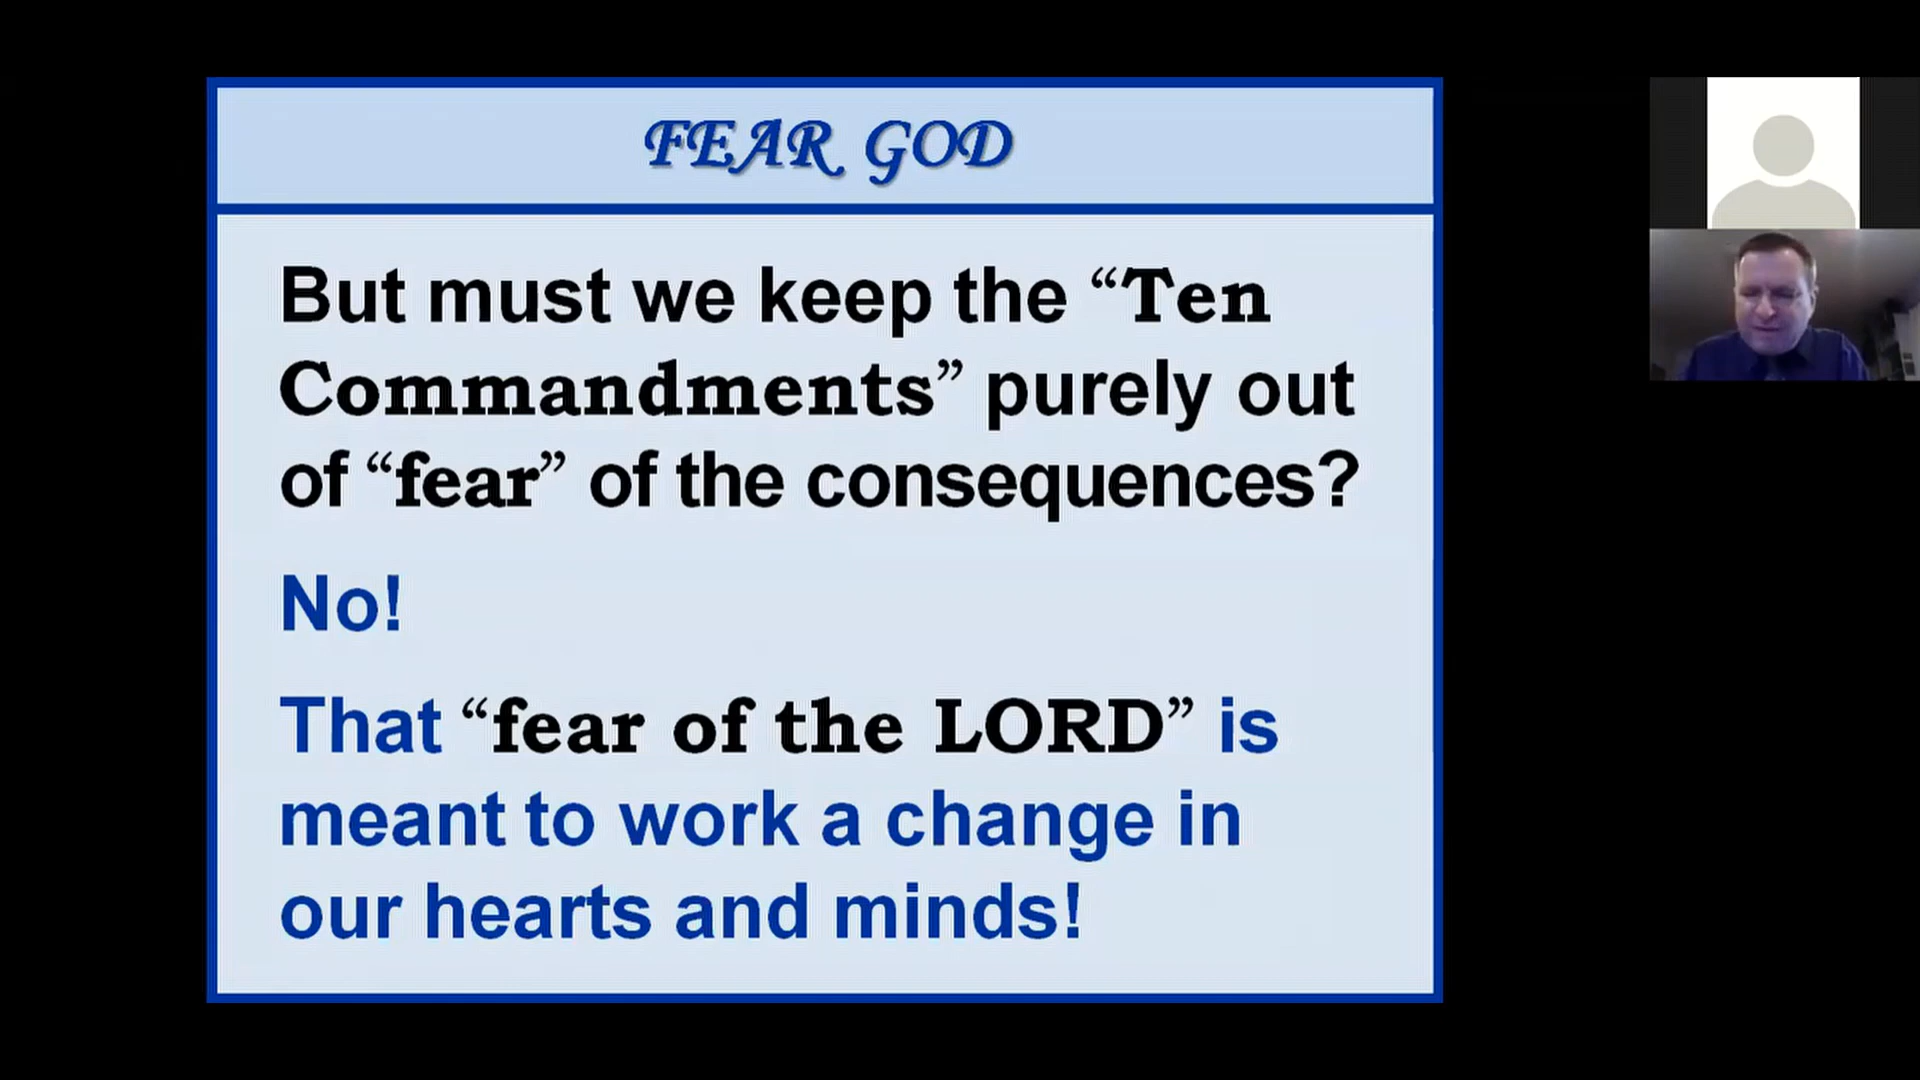 FEAR GOD
But must we keep the “Ten
Commandments” purely out
of “fear” of the consequences?
No!
That “fear of the LORD” is
meant to work a change in
our hearts and minds!